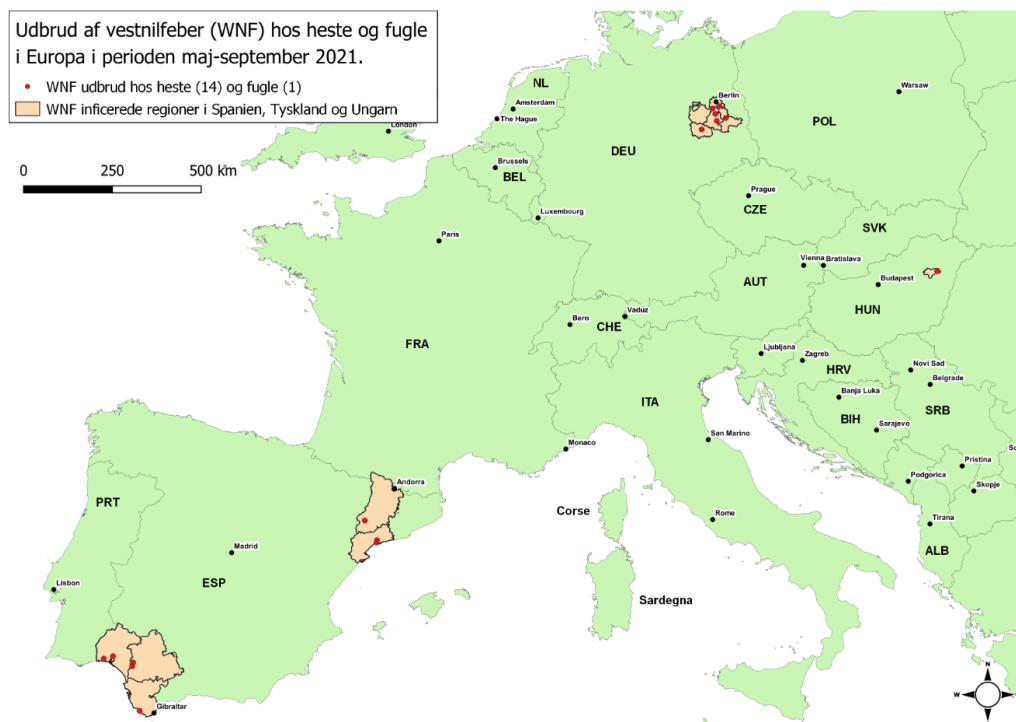 Udbrud af vestnilfeber (WNF) hos heste og fugle
i Europa i perioden maj-september 2021.
WNF udbrud hos heste (14) og fugle (1)
WNF inficerede regioner i Spanien, Tyskland og Ungarn
London
0 250 500 km
NL
Amsterdam
The Hague
Berlin
Warsaw
POL
DEU
Brussels
BEL
Luxembourg
Prague
CZE
Paris
SVK
Vienna
Bratislava
AUT
Budapest
HUN
Bern
CHE
Vaduz
FRA
Ljubljana
Zagreb
HRV
Novi Sad
Belgrade
Banja Luka
BIH
SRB
Sarajevo
ITA
San Marino
Monaco
Pristina
So
Podgorica
Skopje
Andorra
PRT
Corse
Rome
Tirana
ALB
Madrid
ESP
Lisbon
Sardegna
Gibraltar
N
W E
S